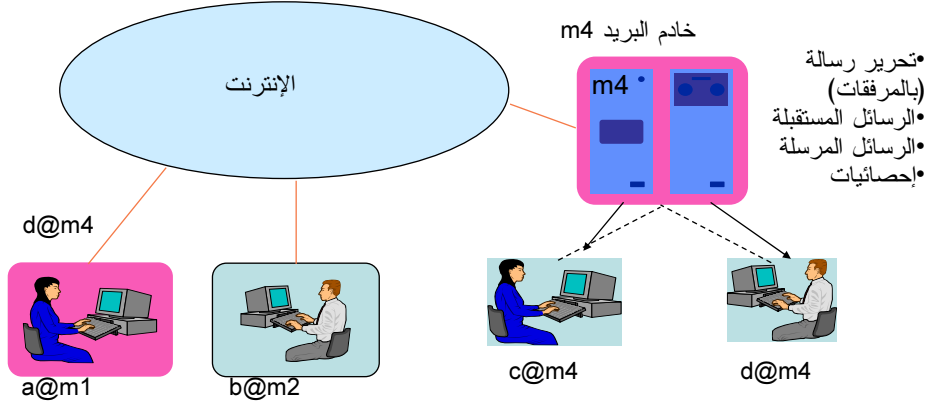 خادم البريد m4
•تحرير رسالة
(بالمرفقات)
•الرسائل المستقبلة
•الرسائل المرسلة
•إحصائيات
m4
الإنترنت
d@m4
a@m1
b@m2
c@m4
d@m4